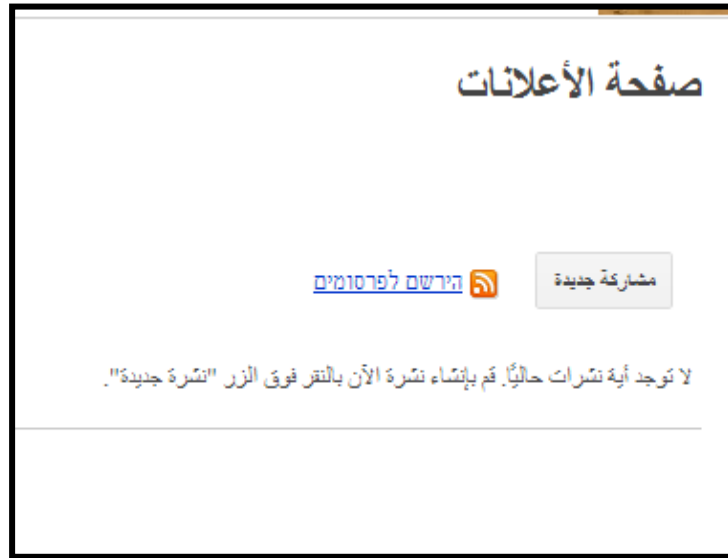 صفحة الأعلانات
مشاركة جديدة הירשם לפרסומים
لا توجد أية نشرات حاليًّا. قم بإنشاء نشرة الآن بالنقر فوق الزر "نشرة جديدة".